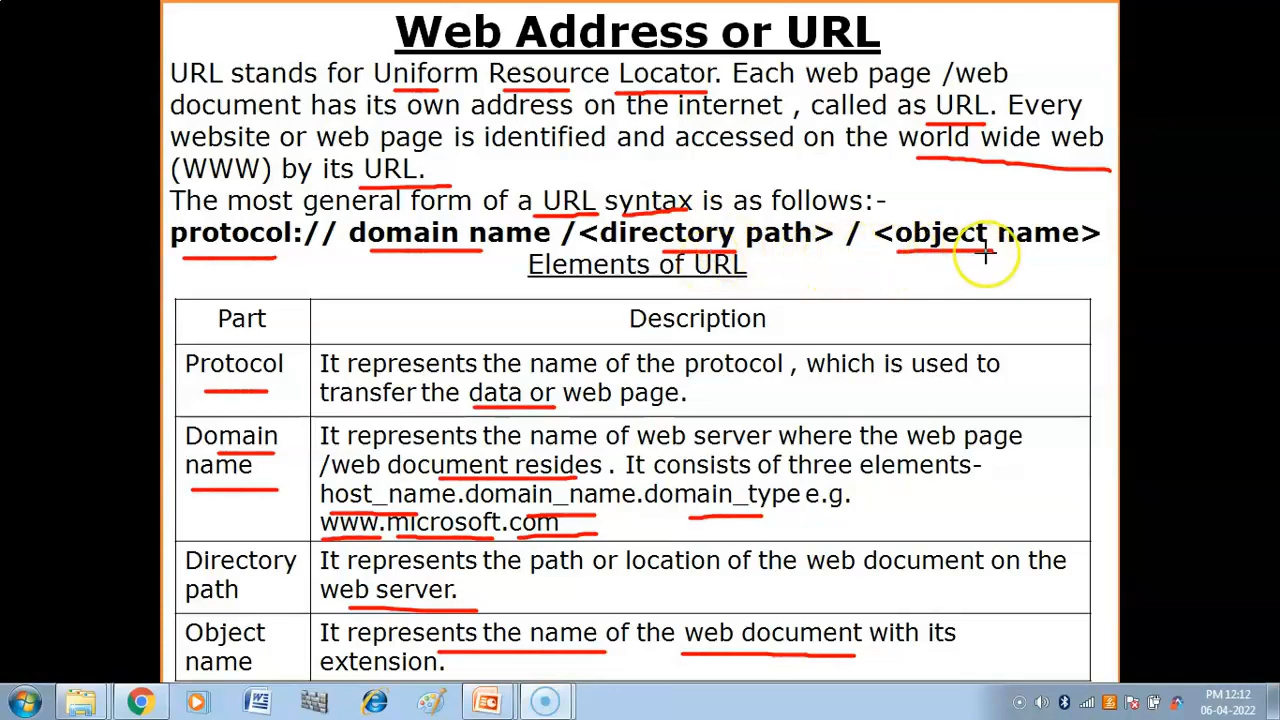 Web Address or URL
URL stands for Uniform Resource Locator. Each web page /web
document has its own address on the internet , called as URL. Every
website or web page is identified and accessed on the world wide web
(WWW) by its URL.
The most general form of a URL syntax is as follows:-
protocol:// domain name /<directory path> / <object name>
Elements of URL
Part Description
Protocol It represents the name of the protocol , which is used to
transfer the data or web page.
Domain It represents the name of web server where the web page
name /web document resides . It consists of three elements-
host_name.domain_name.domain_type e.g.
www.microsoft.com
Directory It represents the path or location of the web document on the
path web server.
Object It represents the name of the web document with its
name extension.
PM 12:12
06-04-2022